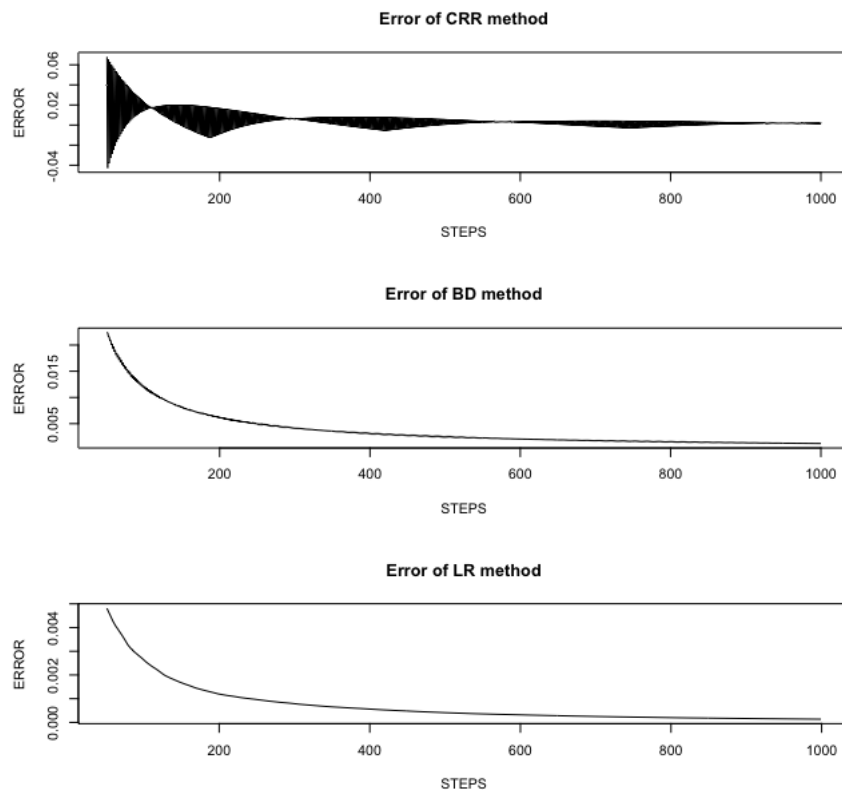 Error of CRR method
ERROR
0.06
0.02
-0.04
200 400 600 800 1000
STEPS
Error of BD method
ERROR
0.015
0.005
200 400 600 800 1000
STEPS
Error of LR method
ERROR
0.004
0.002
0.000
200 400 600 800 1000
STEPS